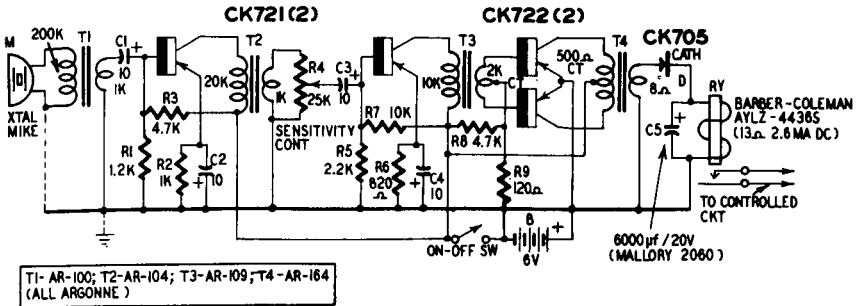 CK721(2)
CK722(2)
CK705
M
200K
T1
C1
10
1K
XTAL
MIKE
R3
4.7K
R1
1.2K
R2
1K
C2
10
T2
20K
1K
R4
25K
SENSITIVITY
CONT
C3
10
R7 10K
R5
2.2K
R6
820
Ω
C4
10
T3
10K
2K
C
R8 4.7K
R9
120Ω
500Ω
CT
T4
8Ω
CATH
D
C5
RY
BARBER-COLEMAN
AYLZ-4436S
(13Ω 2.6MA DC)
TO CONTROLLED
CKT
6000μf/20V
(MALLORY 2060)
ON-OFF SW
B
6V
T1-AR-100; T2-AR-104; T3-AR-109; T4-AR-164
(ALL ARGONNE)